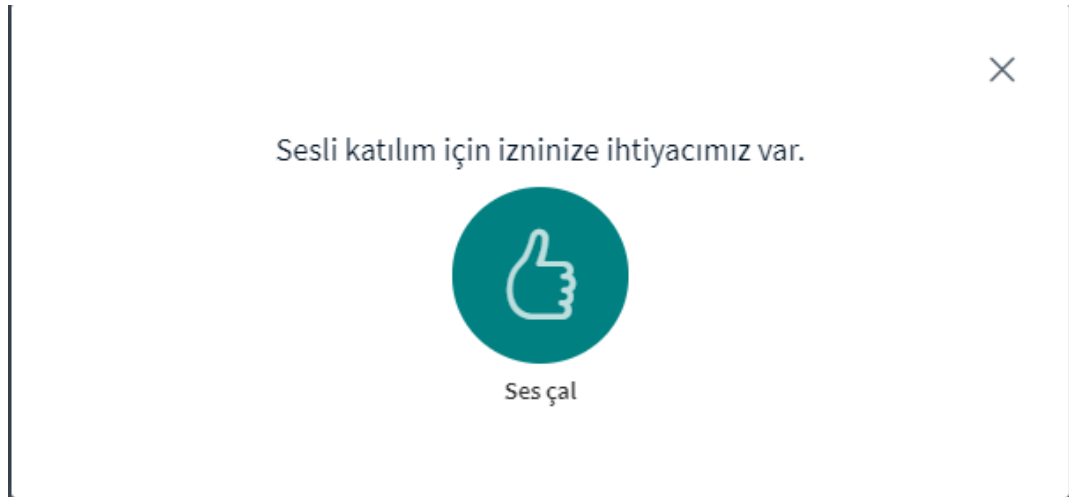 Sesli katılım için izninize ihtiyacımız var.
Ses çal